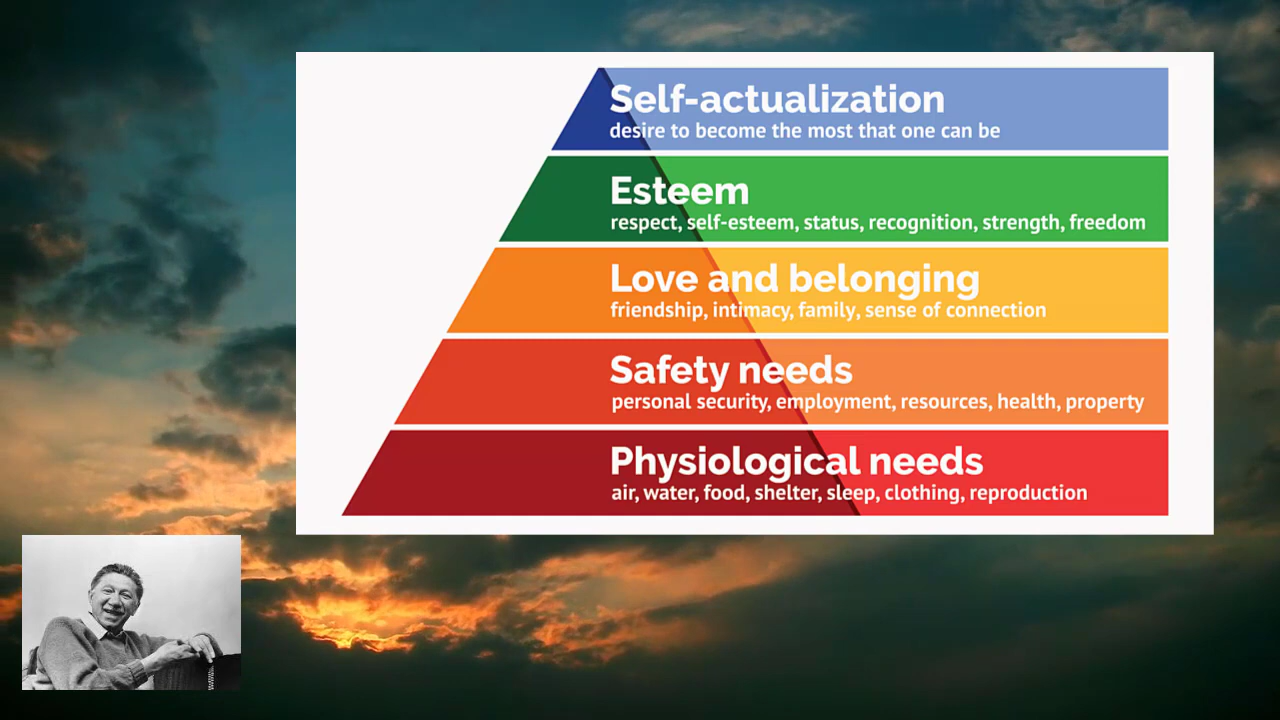 Self-actualization
desire to become the most that one can be
Esteem
respect, self-esteem, status, recognition, strength, freedom
Love and belonging
friendship, intimacy, family, sense of connection
Safety needs
personal security, employment, resources, health, property
Physiological needs
air, water, food, shelter, sleep, clothing, reproduction